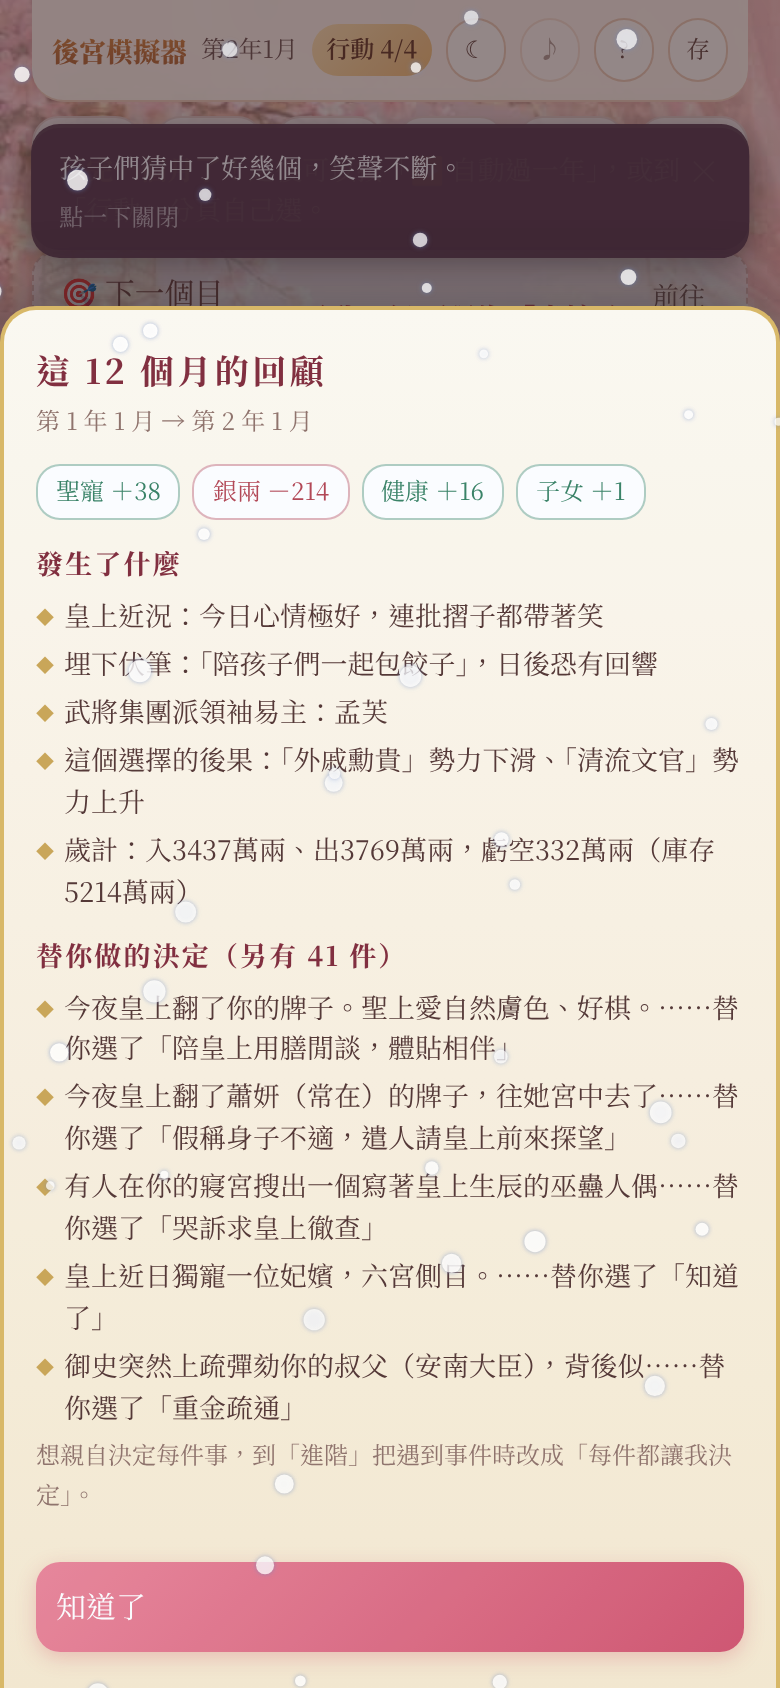 後宮模擬器 第2年1月 行動 4/4 ☾ ♪ ? 存
孩子們猜中了好幾個，笑聲不斷。
點一下關閉
🎯 下一個目 前往
這 12 個月的回顧
第 1 年 1 月 → 第 2 年 1 月
聖寵 ＋38 銀兩 －214 健康 ＋16 子女 ＋1
發生了什麼
◆ 皇上近況：今日心情極好，連批摺子都帶著笑
◆ 埋下伏筆：「陪孩子們一起包餃子」，日後恐有回響
◆ 武將集團派領袖易主：孟芙
◆ 這個選擇的後果：「外戚勳貴」勢力下滑、「清流文官」勢
力上升
◆ 歲計：入3437萬兩、出3769萬兩，虧空332萬兩（庫存
5214萬兩）
替你做的決定（另有 41 件）
◆ 今夜皇上翻了你的牌子。聖上愛自然膚色、好棋。⋯⋯替
你選了「陪皇上用膳閒談，體貼相伴」
◆ 今夜皇上翻了蕭妍（常在）的牌子，往她宮中去了⋯⋯替
你選了「假稱身子不適，遣人請皇上前來探望」
◆ 有人在你的寢宮搜出一個寫著皇上生辰的巫蠱人偶⋯⋯替
你選了「哭訴求皇上徹查」
◆ 皇上近日獨寵一位妃嬪，六宮側目。⋯⋯替你選了「知道
了」
◆ 御史突然上疏彈劾你的叔父（安南大臣），背後似⋯⋯替
你選了「重金疏通」
想親自決定每件事，到「進階」把遇到事件時改成「每件都讓我決
定」。
知道了